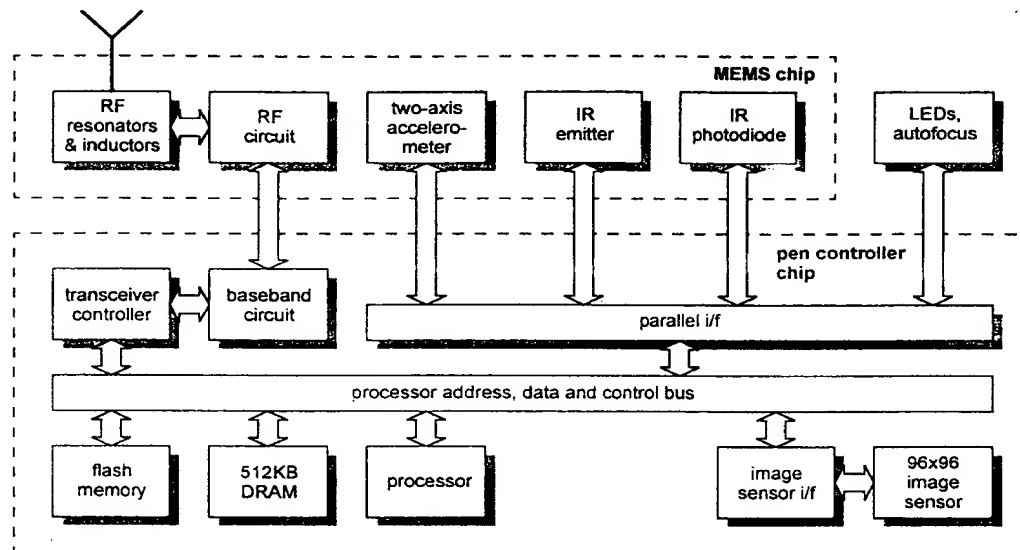 MEMS chip
RF
resonators
& inductors
RF
circuit
two-axis
accelero-
meter
IR
emitter
IR
photodiode
LEDs,
autofocus
pen controller
chip
transceiver
controller
baseband
circuit
parallel i/f
processor address, data and control bus
flash
memory
512KB
DRAM
processor
image
sensor i/f
96x96
image
sensor